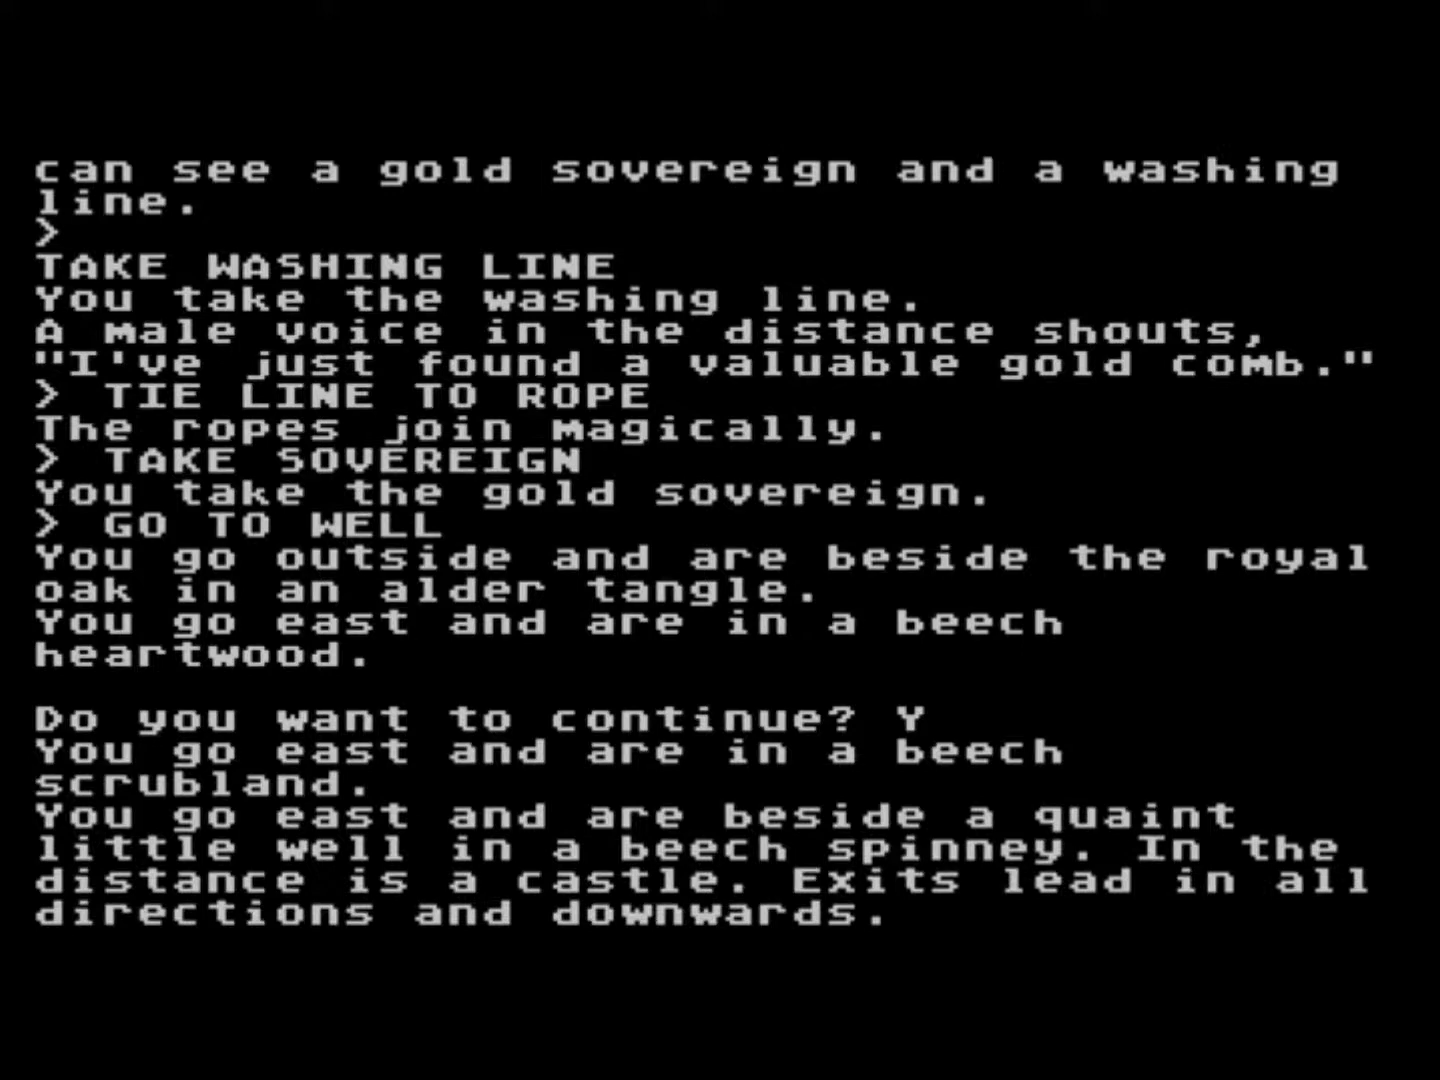 can see a gold sovereign and a washing
line.
>
TAKE WASHING LINE
You take the washing line.
A male voice in the distance shouts,
"I've just found a valuable gold comb."
> TIE LINE TO ROPE
The ropes join magically.
> TAKE SOVEREIGN
You take the gold sovereign.
> GO TO WELL
You go outside and are beside the royal
oak in an alder tangle.
You go east and are in a beech
heartwood.
Do you want to continue? Y
You go east and are in a beech
scrubland.
You go east and are beside a quaint
little well in a beech spinney. In the
distance is a castle. Exits lead in all
directions and downwards.